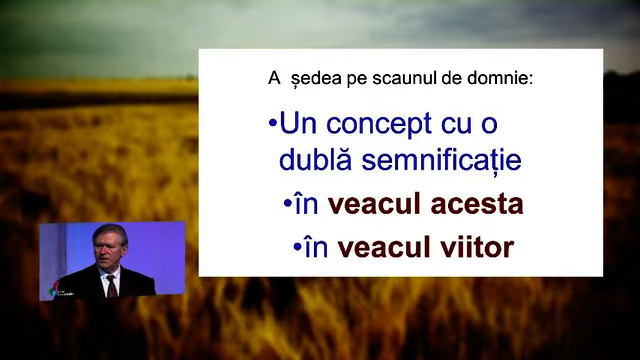 A ședea pe scaunul de domnie:
•Un concept cu o
dublă semnificație
•în veacul acesta
•în veacul viitor